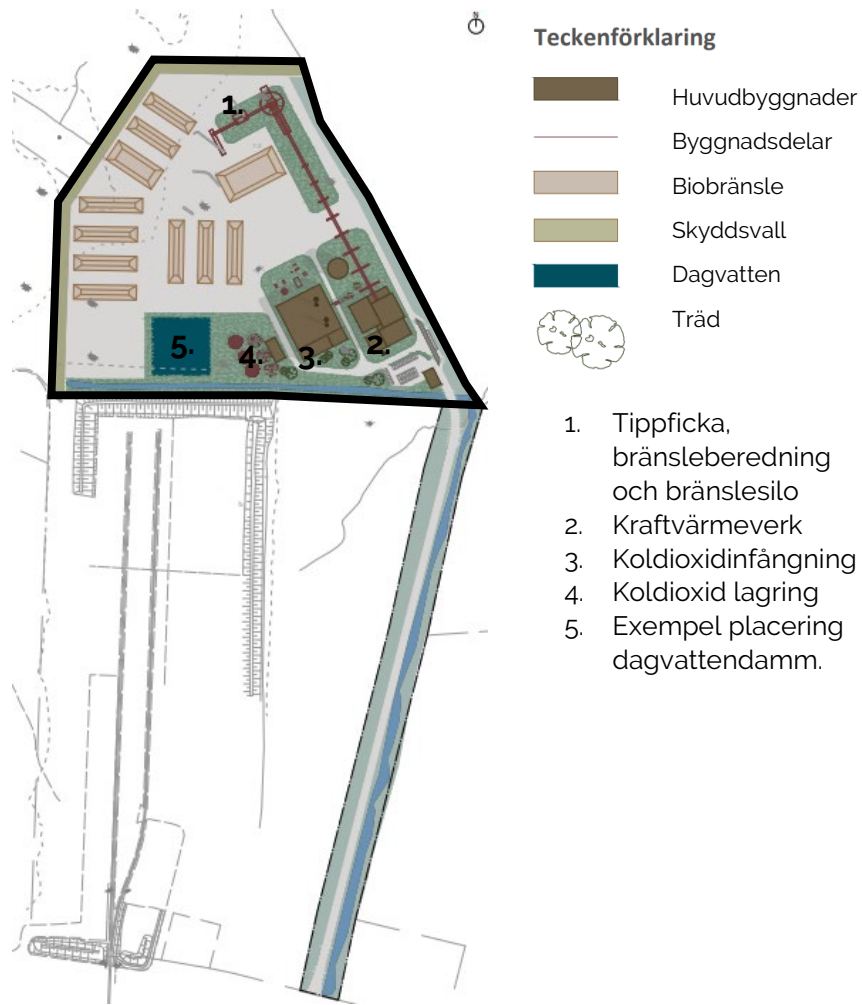 N
Teckenförklaring
Huvudbyggnader
Byggnadsdelar
Biobränsle
Skyddsvall
Dagvatten
Träd
1. Tippficka,
bränsleberedning
och bränslesilo
2. Kraftvärmeverk
3. Koldioxidinfångning
4. Koldioxid lagring
5. Exempel placering
dagvattendamm.
1.
2.
3.
4.
5.